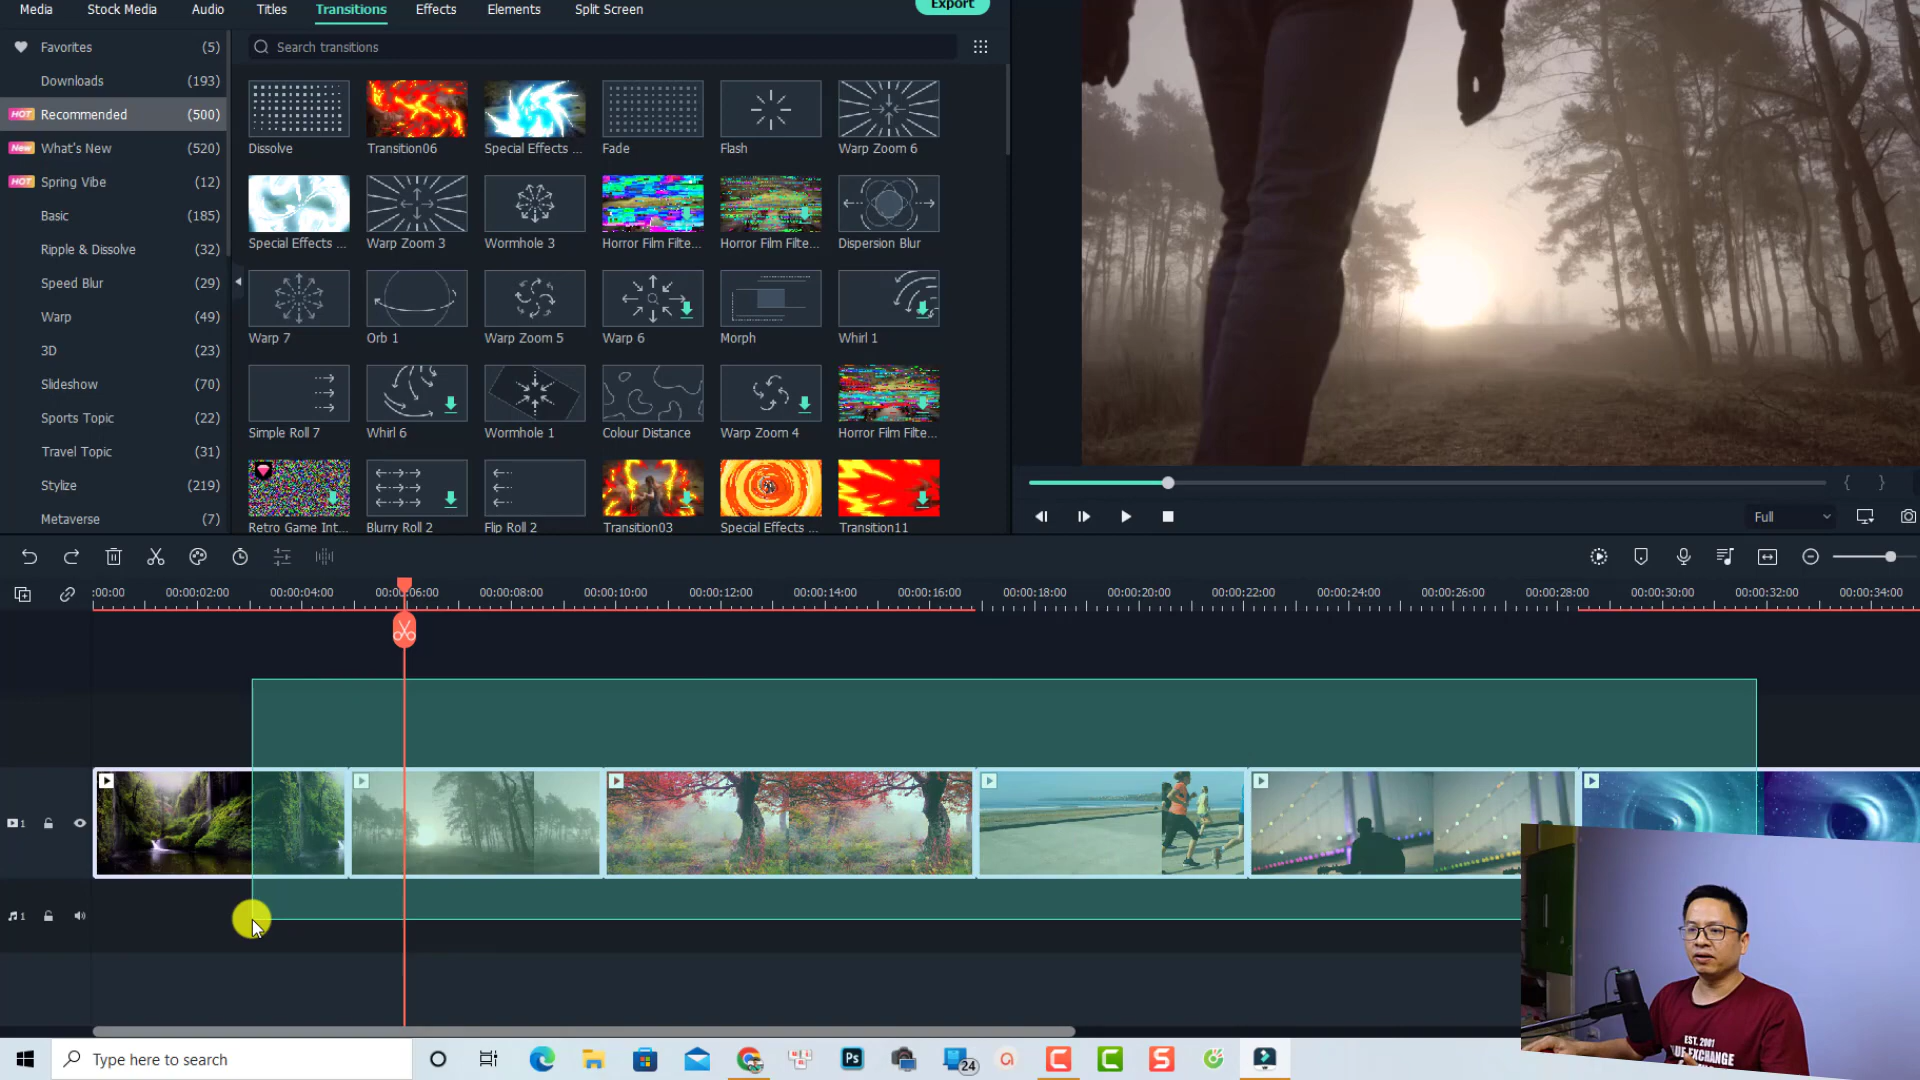 Media Stock Media Audio Titles Transitions Effects Elements Split Screen Export
Favorites (5)
Downloads (193)
HOT Recommended (500)
New What's New (520)
HOT Spring Vibe (12)
Basic (185)
Ripple & Dissolve (32)
Speed Blur (29)
Warp (49)
3D (23)
Slideshow (70)
Sports Topic (22)
Travel Topic (31)
Stylize (219)
Metaverse (7)
Search transitions
Dissolve Transition06 Special Effects ... Fade Flash Warp Zoom 6
Special Effects ... Warp Zoom 3 Wormhole 3 Horror Film Filte... Horror Film Filte... Dispersion Blur
Warp 7 Orb 1 Warp Zoom 5 Warp 6 Morph Whirl 1
Simple Roll 7 Whirl 6 Wormhole 1 Colour Distance Warp Zoom 4 Horror Film Filte...
Retro Game Int... Blurry Roll 2 Flip Roll 2 Transition03 Special Effects ... Transition11
{ }
Full
:00:00 00:00:02:00 00:00:04:00 00:00:06:00 00:00:08:00 00:00:10:00 00:00:12:00 00:00:14:00 00:00:16:00 00:00:18:00 00:00:20:00 00:00:22:00 00:00:24:00 00:00:26:00 00:00:28:00 00:00:30:00 00:00:32:00 00:00:34:00
1
1
EST. 2001
BLUE EXCHANGE
Type here to search
Ps 24 C C S